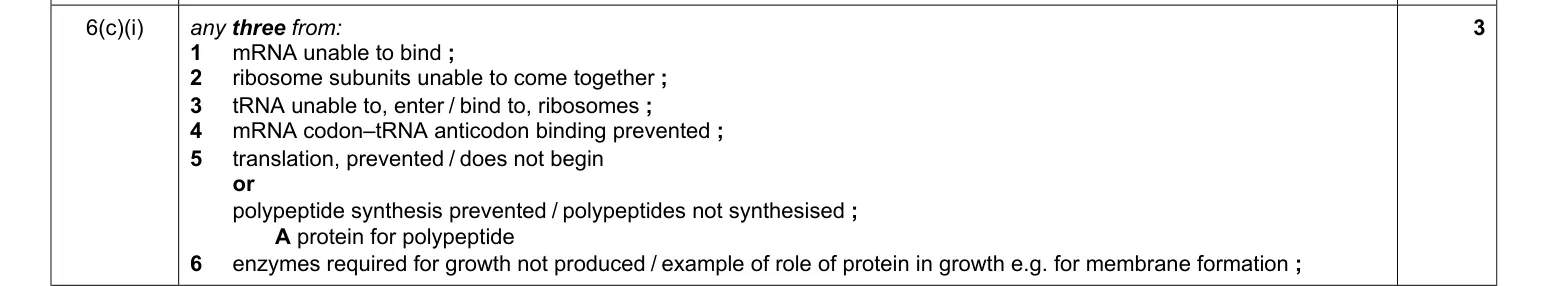 6(c)(i) any three from: 3
1 mRNA unable to bind ;
2 ribosome subunits unable to come together ;
3 tRNA unable to, enter / bind to, ribosomes ;
4 mRNA codon–tRNA anticodon binding prevented ;
5 translation, prevented / does not begin
or
polypeptide synthesis prevented / polypeptides not synthesised ;
A protein for polypeptide
6 enzymes required for growth not produced / example of role of protein in growth e.g. for membrane formation ;